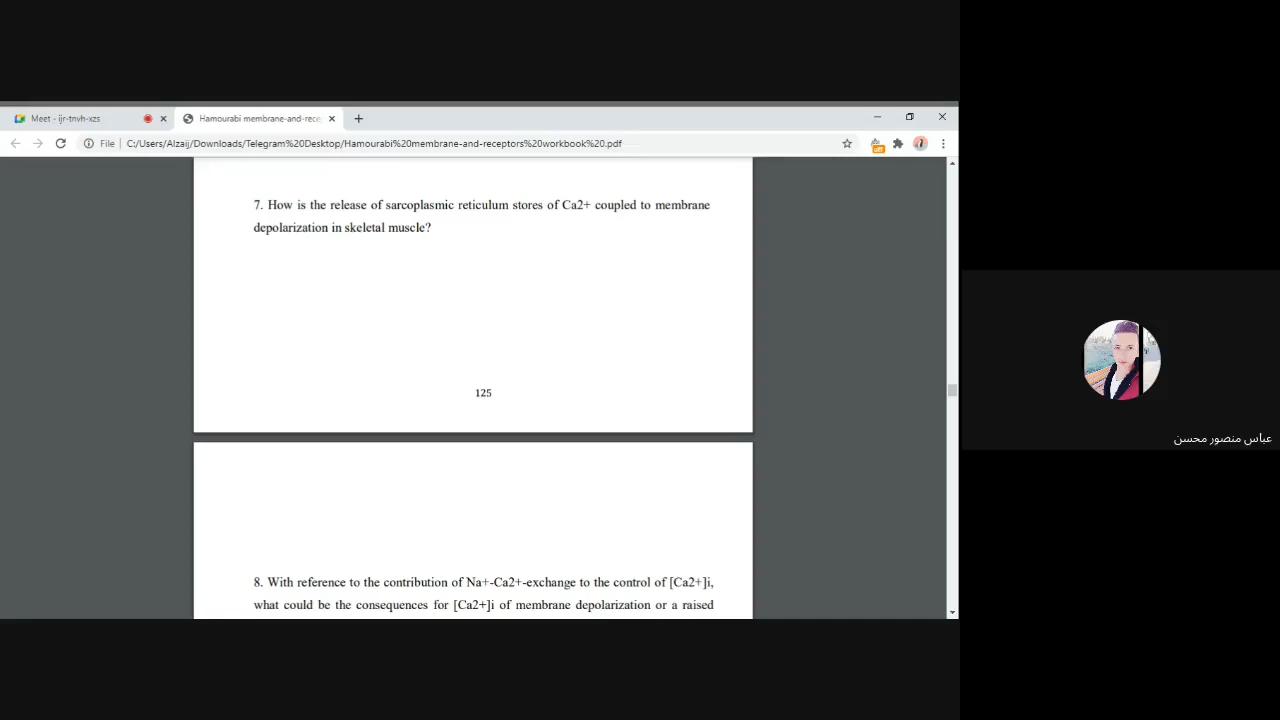 Meet - ijr-tnvh-xzs
Hamourabi membrane-and-rece
File
C:/Users/Alzaij/Downloads/Telegram%20Desktop/Hamourabi%20membrane-and-receptors%20workbook%20.pdf
off
7. How is the release of sarcoplasmic reticulum stores of Ca2+ coupled to membrane
depolarization in skeletal muscle?
125
8. With reference to the contribution of Na+-Ca2+-exchange to the control of [Ca2+]i,
what could be the consequences for [Ca2+]i of membrane depolarization or a raised
عباس منصور محسن